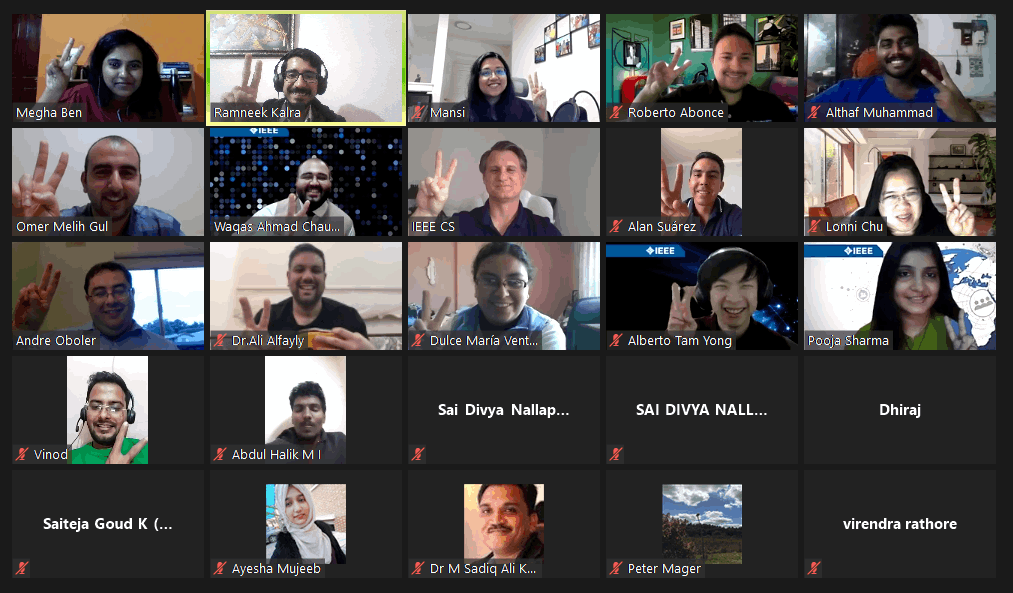 Megha Ben
Ramneek Kalra
Mansi
Roberto Abonce
Althaf Muhammad
Omer Melih Gul
IEEE
Waqas Ahmad Chau...
IEEE CS
Alan Suárez
Lonni Chu
Andre Oboler
Dr.Ali Alfayly
Dulce María Vent...
IEEE
Alberto Tam Yong
IEEE
Pooja Sharma
Vinod
Abdul Halik M I
Sai Divya Nallap...
SAI DIVYA NALL...
Dhiraj
Saiteja Goud K (...
Ayesha Mujeeb
Dr M Sadiq Ali K...
Peter Mager
virendra rathore